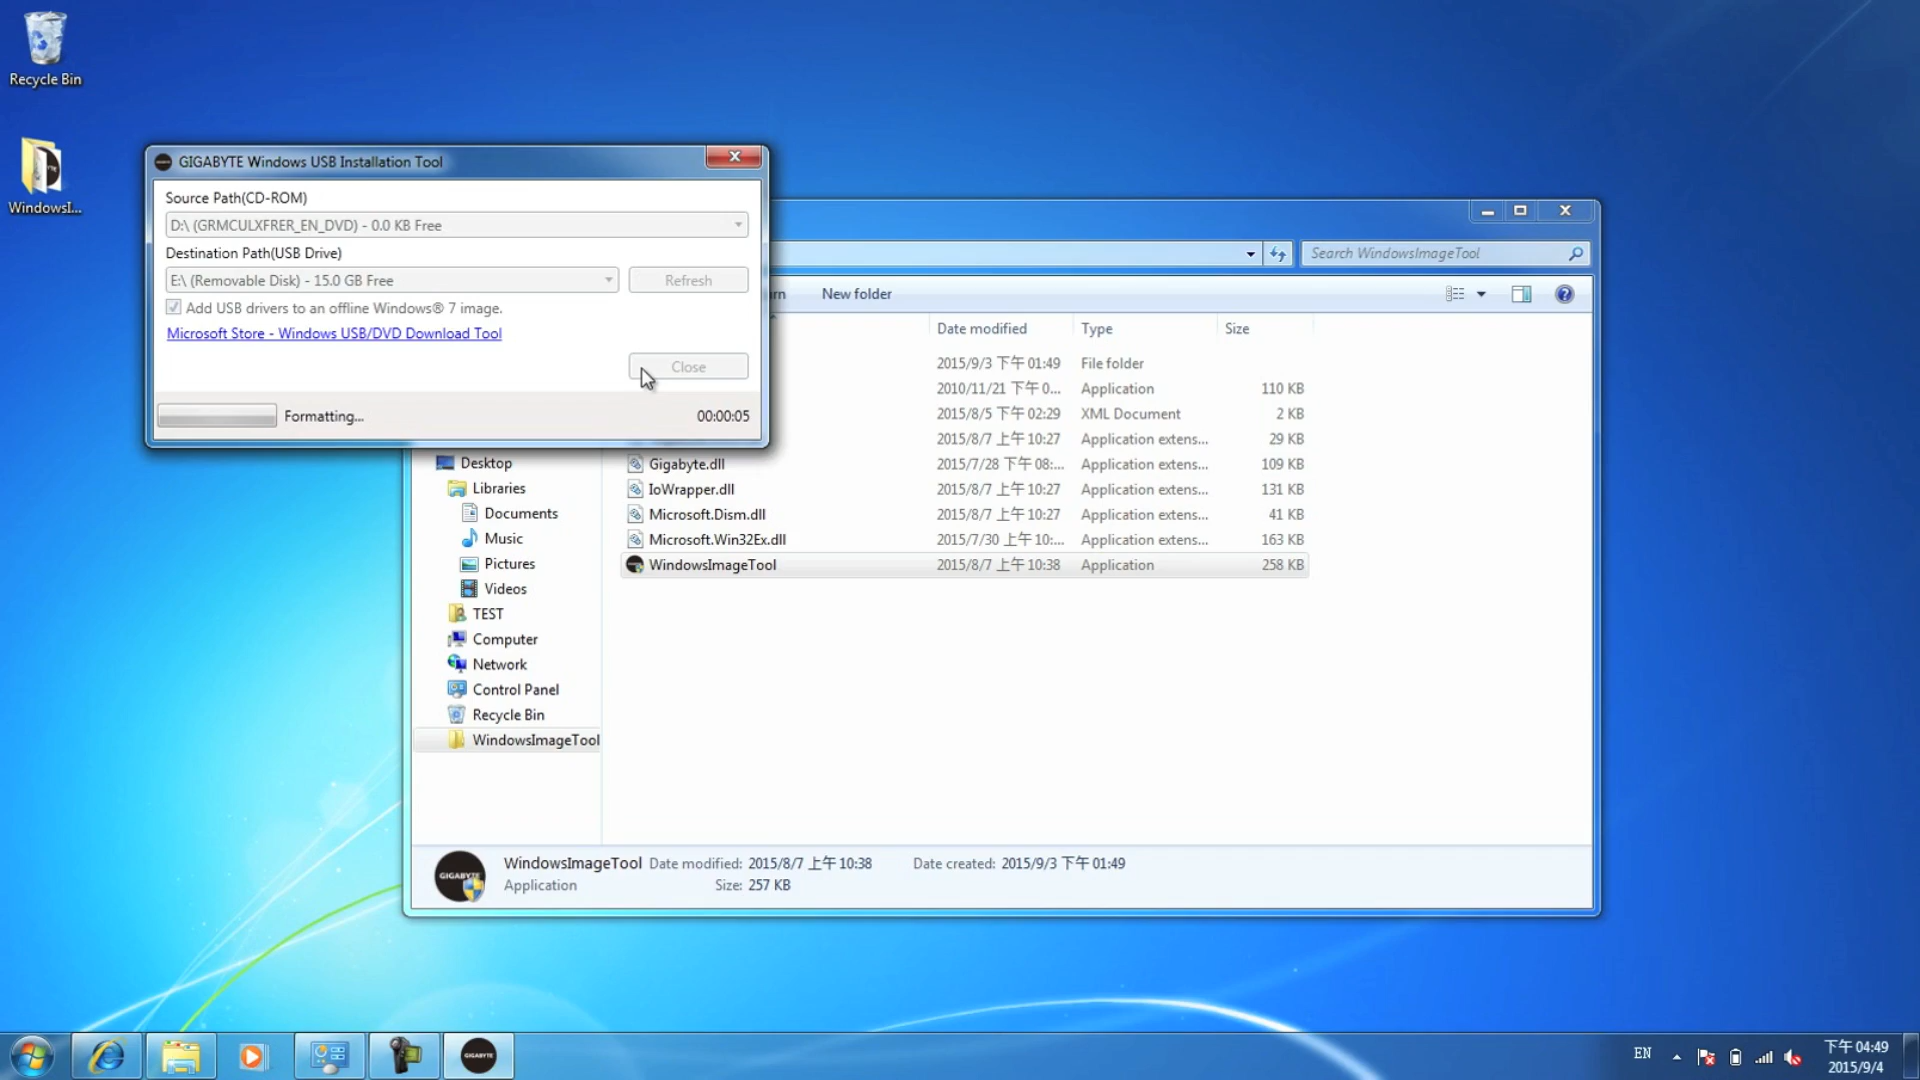 Recycle Bin
WindowsI...
GIGABYTE Windows USB Installation Tool
Source Path(CD-ROM)
D:\ (GRMCULXFRER_EN_DVD) - 0.0 KB Free
Destination Path(USB Drive)
E:\ (Removable Disk) - 15.0 GB Free
Refresh
Add USB drivers to an offline Windows® 7 image.
Microsoft Store - Windows USB/DVD Download Tool
Close
Formatting...
00:00:05
Search WindowsImageTool
New folder
Date modified
Type
Size
2015/9/3 下午 01:49 File folder
2010/11/21 下午 0... Application 110 KB
2015/8/5 下午 02:29 XML Document 2 KB
2015/8/7 上午 10:27 Application extens... 29 KB
Gigabyte.dll 2015/7/28 下午 08:... Application extens... 109 KB
IoWrapper.dll 2015/8/7 上午 10:27 Application extens... 131 KB
Microsoft.Dism.dll 2015/8/7 上午 10:27 Application extens... 41 KB
Microsoft.Win32Ex.dll 2015/7/30 上午 10:... Application extens... 163 KB
WindowsImageTool 2015/8/7 上午 10:38 Application 258 KB
Desktop
Libraries
Documents
Music
Pictures
Videos
TEST
Computer
Network
Control Panel
Recycle Bin
WindowsImageTool
GIGABYTE
WindowsImageTool Date modified: 2015/8/7 上午 10:38 Date created: 2015/9/3 下午 01:49
Application Size: 257 KB
GIGABYTE
EN
下午 04:49
2015/9/4